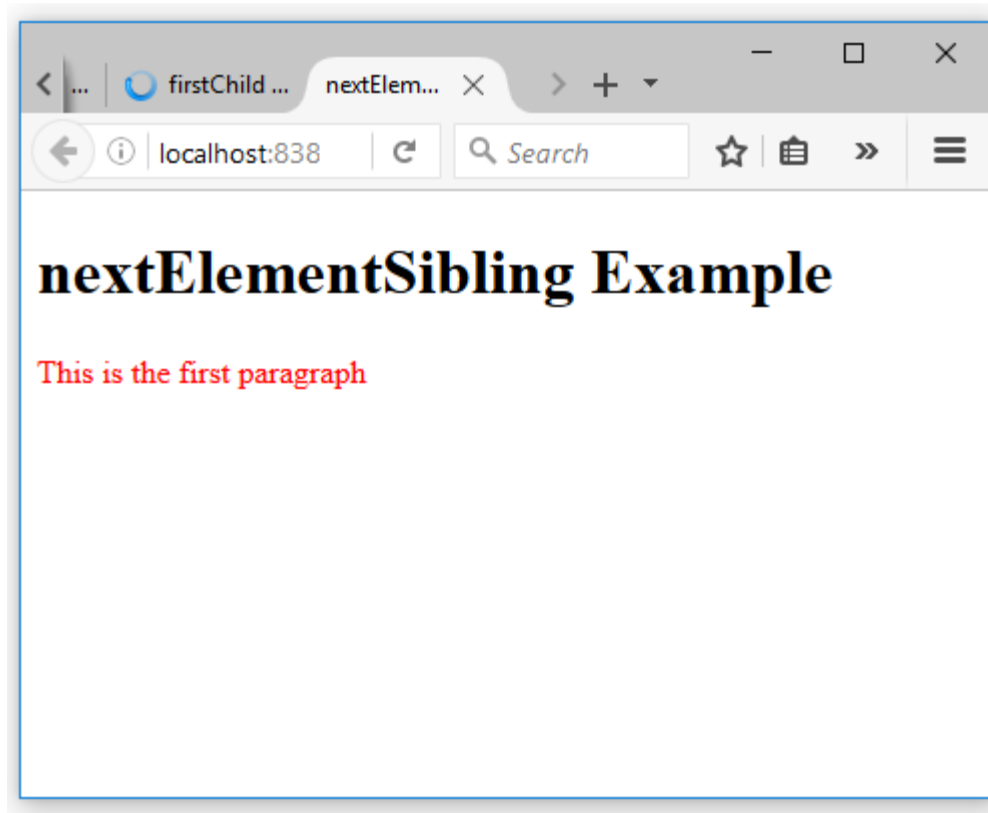 ... firstChild ... nextElem...
localhost:838 Search
nextElementSibling Example
This is the first paragraph